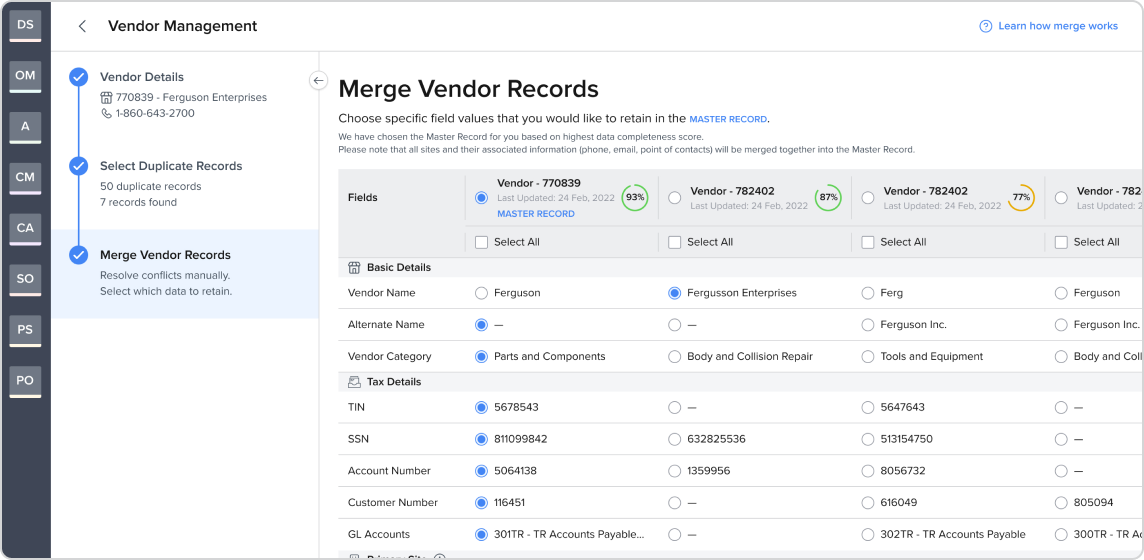 DS
OM
A
CM
CA
SO
PS
PO
Vendor Management
Learn how merge works
Vendor Details
770839 - Ferguson Enterprises
1-860-643-2700
Select Duplicate Records
50 duplicate records
7 records found
Merge Vendor Records
Resolve conflicts manually.
Select which data to retain.
Merge Vendor Records
Choose specific field values that you would like to retain in the MASTER RECORD.
We have chosen the Master Record for you based on highest data completeness score.
Please note that all sites and their associated information (phone, email, point of contacts) will be merged together into the Master Record.
Fields
Vendor - 770839
Last Updated: 24 Feb, 2022
MASTER RECORD
93%
Vendor - 782402
Last Updated: 24 Feb, 2022
87%
Vendor - 782402
Last Updated: 24 Feb, 2022
77%
Vendor - 782
Last Updated: 2
Select All Select All Select All Select All
Basic Details
Vendor Name Ferguson Fergusson Enterprises Ferg Ferguson
Alternate Name — — Ferguson Inc. Ferguson Inc.
Vendor Category Parts and Components Body and Collision Repair Tools and Equipment Body and Coll
Tax Details
TIN 5678543 — 5647643 —
SSN 811099842 632825536 513154750 —
Account Number 5064138 1359956 8056732 —
Customer Number 116451 — 616049 805094
GL Accounts 301TR - TR Accounts Payable... — 302TR - TR Accounts Payable 300TR - TR A